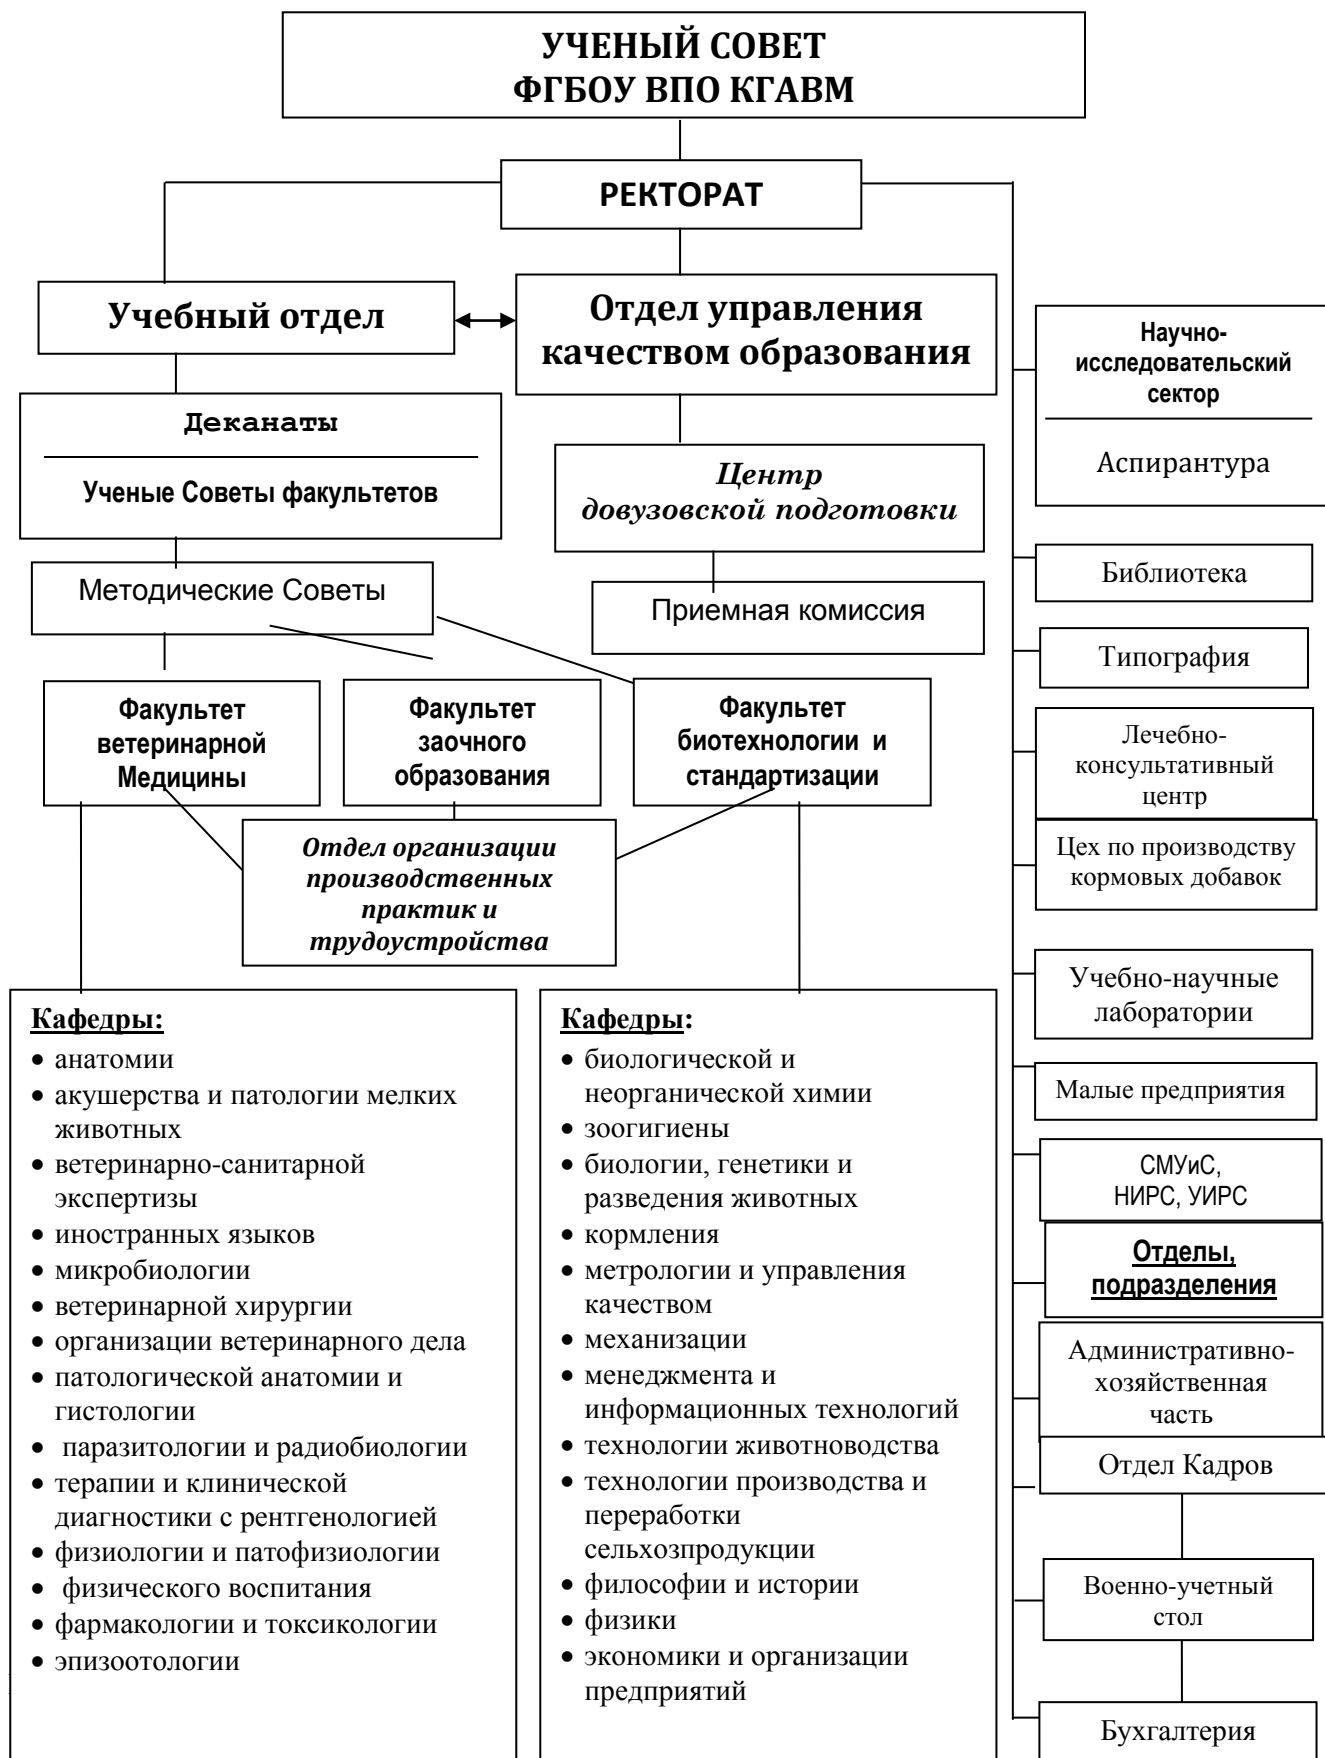 УЧЕНЫЙ СОВЕТ
ФГБОУ ВПО КГАВМ
РЕКТОРАТ
Учебный отдел
Отдел управления
качеством образования
Деканаты
Ученые Советы факультетов
Центр
довузовской подготовки
Методические Советы
Приемная комиссия
Факультет
ветеринарной
Медицины
Факультет
заочного
образования
Факультет
биотехнологии и
стандартизации
Отдел организации
производственных
практик и
трудоустройства
Кафедры:
• анатомии
• акушерства и патологии мелких
животных
• ветеринарно-санитарной
экспертизы
• иностранных языков
• микробиологии
• ветеринарной хирургии
• организации ветеринарного дела
• патологической анатомии и
гистологии
• паразитологии и радиобиологии
• терапии и клинической
диагностики с рентгенологией
• физиологии и патофизиологии
• физического воспитания
• фармакологии и токсикологии
• эпизоотологии
Кафедры:
• биологической и
неорганической химии
• зоогигиены
• биологии, генетики и
разведения животных
• кормления
• метрологии и управления
качеством
• механизации
• менеджмента и
информационных технологий
• технологии животноводства
• технологии производства и
переработки
сельхозпродукции
• философии и истории
• физики
• экономики и организации
предприятий
Научно-
исследовательский
сектор
Аспирантура
Библиотека
Типография
Лечебно-
консультативный
центр
Цех по производству
кормовых добавок
Учебно-научные
лаборатории
Малые предприятия
СМУиС,
НИРС, УИРС
Отделы,
подразделения
Административно-
хозяйственная
часть
Отдел Кадров
Военно-учетный
стол
Бухгалтерия